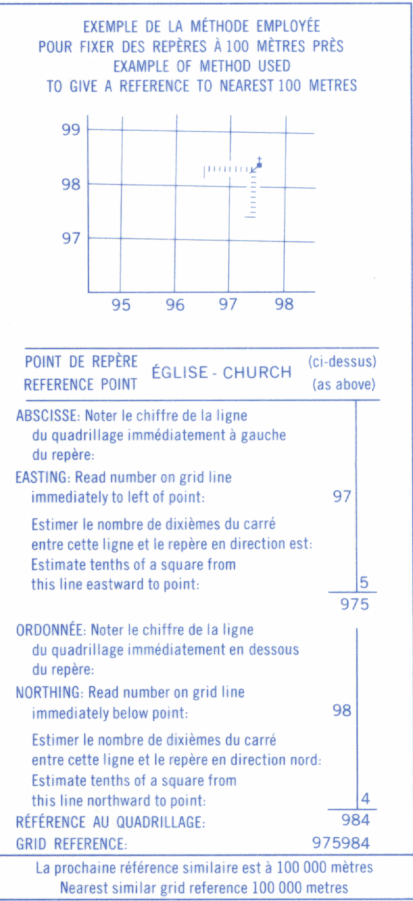 EXEMPLE DE LA MÉTHODE EMPLOYÉE
POUR FIXER DES REPÈRES À 100 MÈTRES PRÈS
EXAMPLE OF METHOD USED
TO GIVE A REFERENCE TO NEAREST 100 METRES
99
98
97
95 96 97 98
POINT DE REPÈRE
REFERENCE POINT
ÉGLISE - CHURCH
(ci-dessus)
(as above)
ABSCISSE: Noter le chiffre de la ligne
du quadrillage immédiatement à gauche
du repère:
EASTING: Read number on grid line
immediately to left of point: 97
Estimer le nombre de dixièmes du carré
entre cette ligne et le repère en direction est:
Estimate tenths of a square from
this line eastward to point: 5
975
ORDONNÉE: Noter le chiffre de la ligne
du quadrillage immédiatement en dessous
du repère:
NORTHING: Read number on grid line
immediately below point: 98
Estimer le nombre de dixièmes du carré
entre cette ligne et le repère en direction nord:
Estimate tenths of a square from
this line northward to point: 4
RÉFÉRENCE AU QUADRILLAGE: 984
GRID REFERENCE: 975984
La prochaine référence similaire est à 100 000 mètres
Nearest similar grid reference 100 000 metres